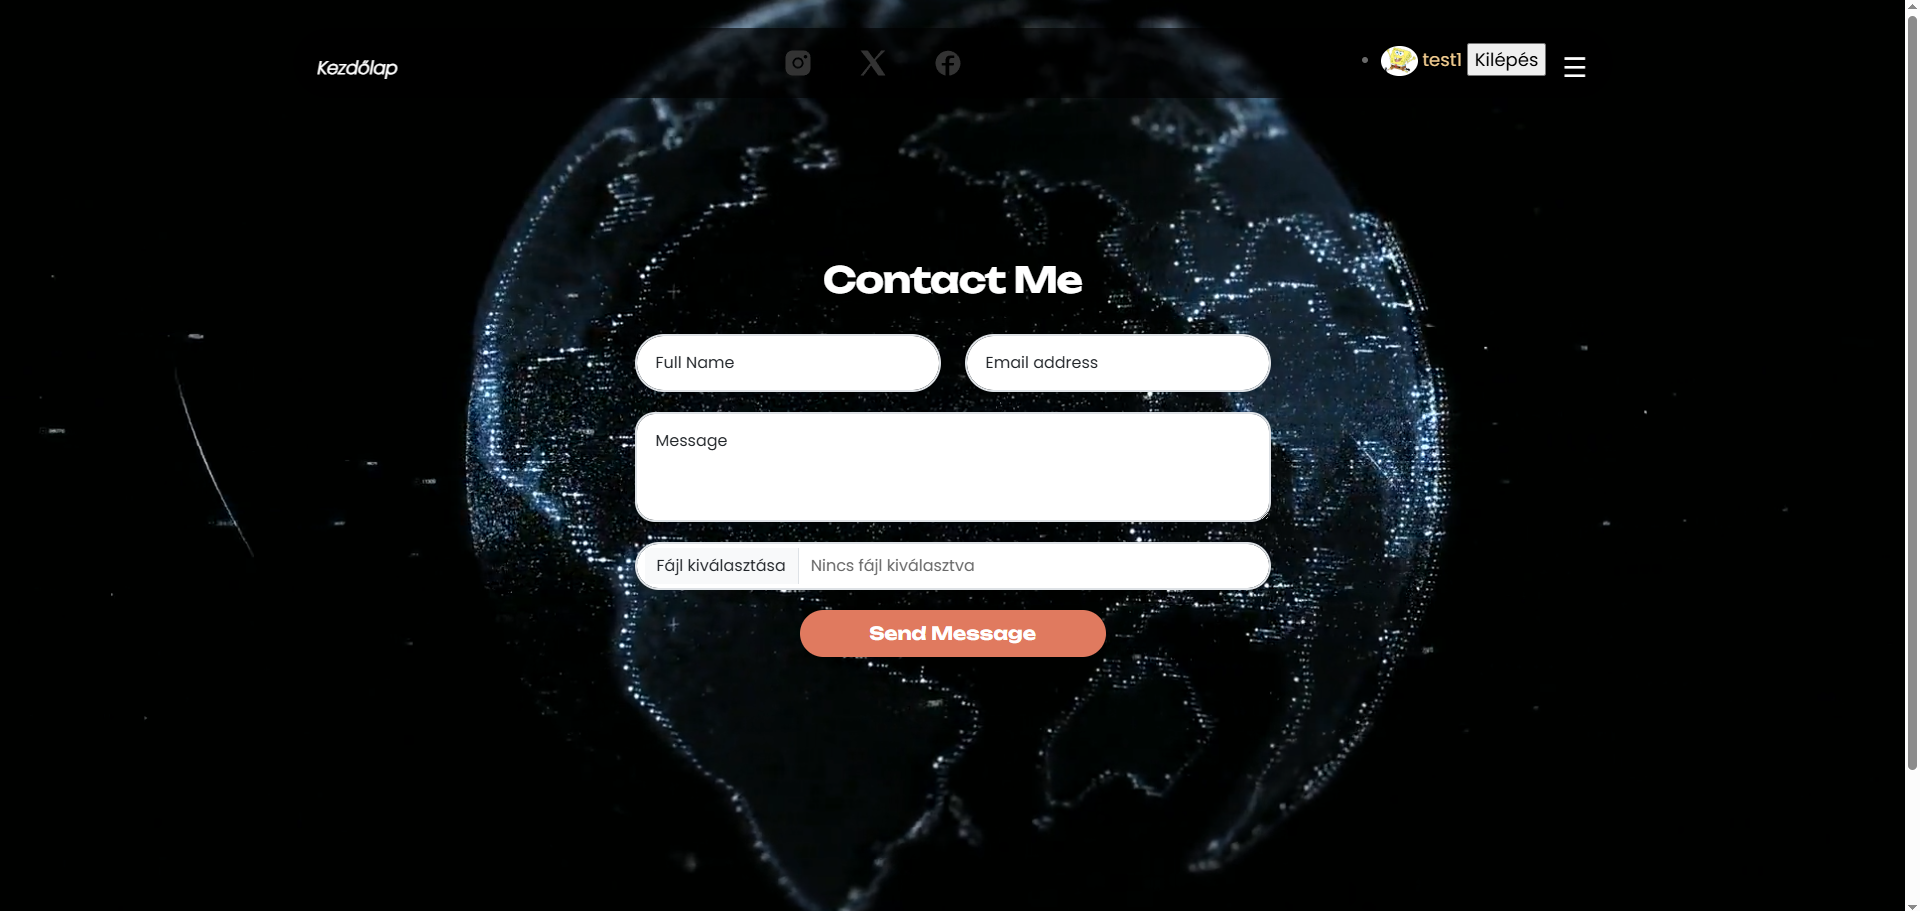 Kezdőlap
test1 Kilépés
Contact Me
Full Name
Email address
Message
Fájl kiválasztása Nincs fájl kiválasztva
Send Message